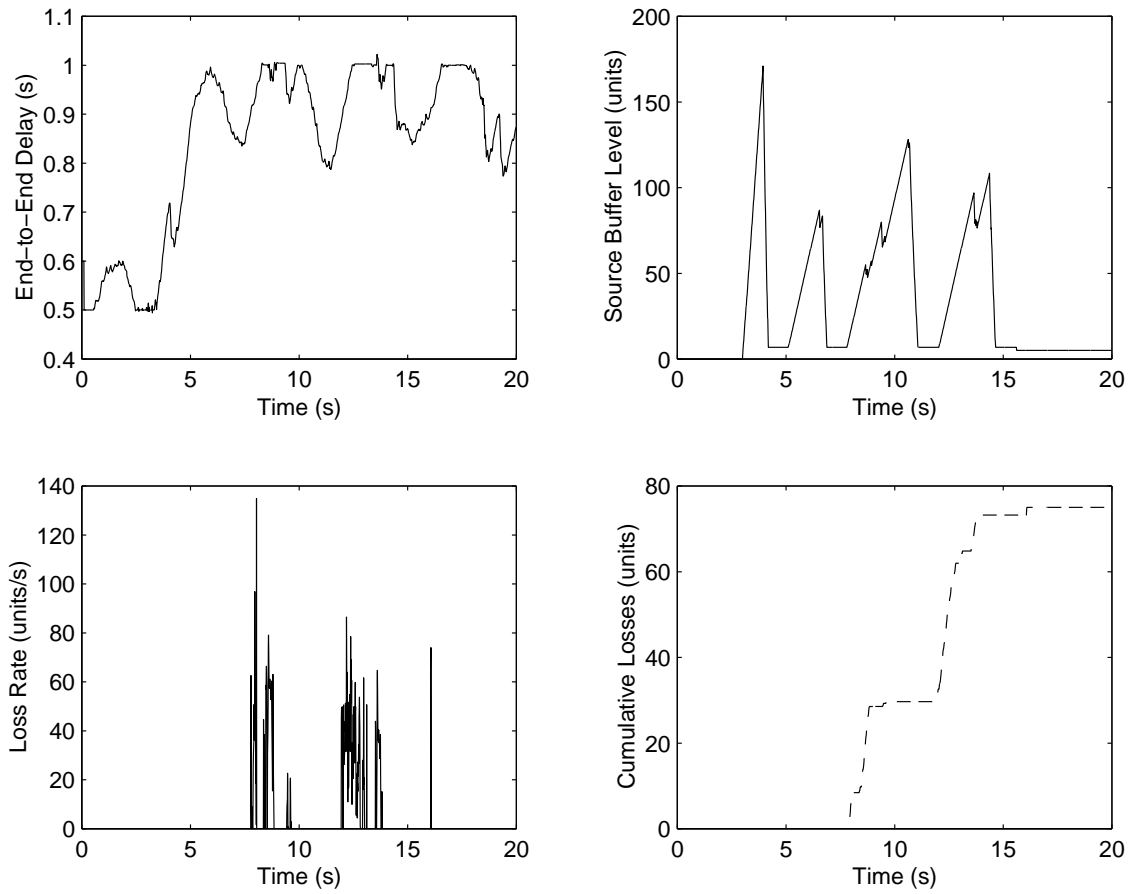 1.1
1
0.9
0.8
0.7
0.6
0.5
0.4
End−to−End Delay (s)
0 5 10 15 20
Time (s)
200
150
100
50
0
Source Buffer Level (units)
0 5 10 15 20
Time (s)
140
120
100
80
60
40
20
0
Loss Rate (units/s)
0 5 10 15 20
Time (s)
80
60
40
20
0
Cumulative Losses (units)
0 5 10 15 20
Time (s)